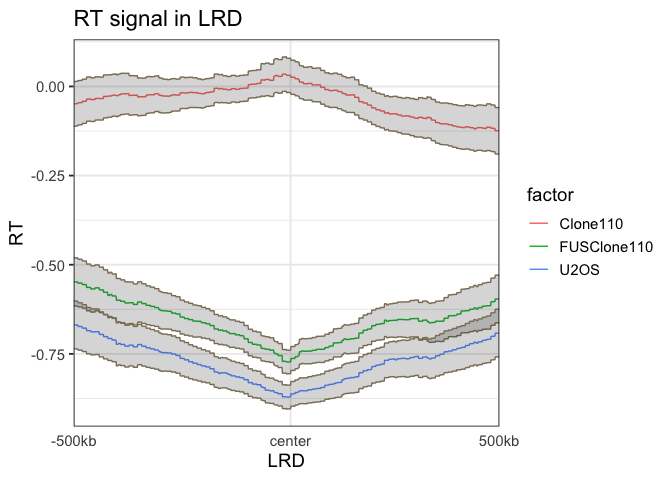 RT signal in LRD
0.00
-0.25
-0.50
-0.75
RT
-500kb
center
500kb
LRD
factor
Clone110
FUSClone110
U2OS